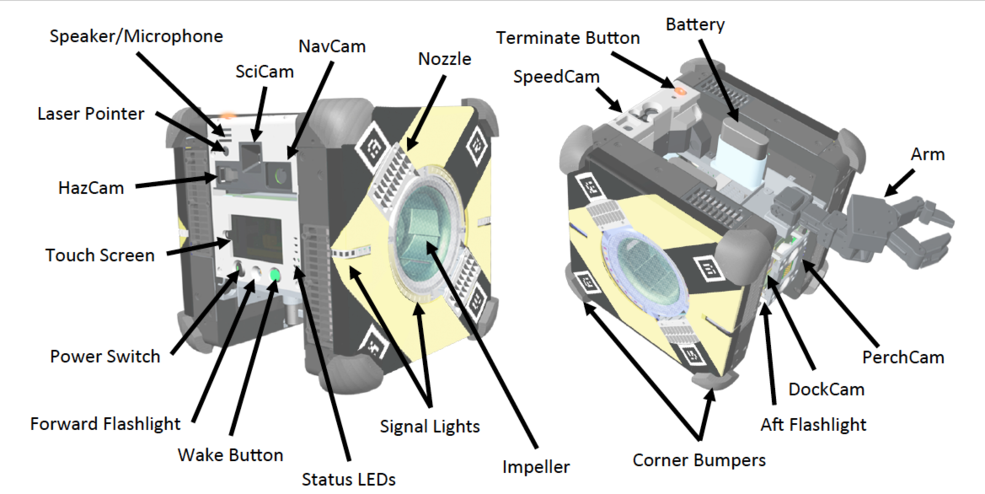 Speaker/Microphone
NavCam
SciCam
Nozzle
Laser Pointer
HazCam
Touch Screen
Power Switch
Forward Flashlight
Wake Button
Status LEDs
Signal Lights
Impeller
Battery
Terminate Button
SpeedCam
Arm
PerchCam
DockCam
Aft Flashlight
Corner Bumpers